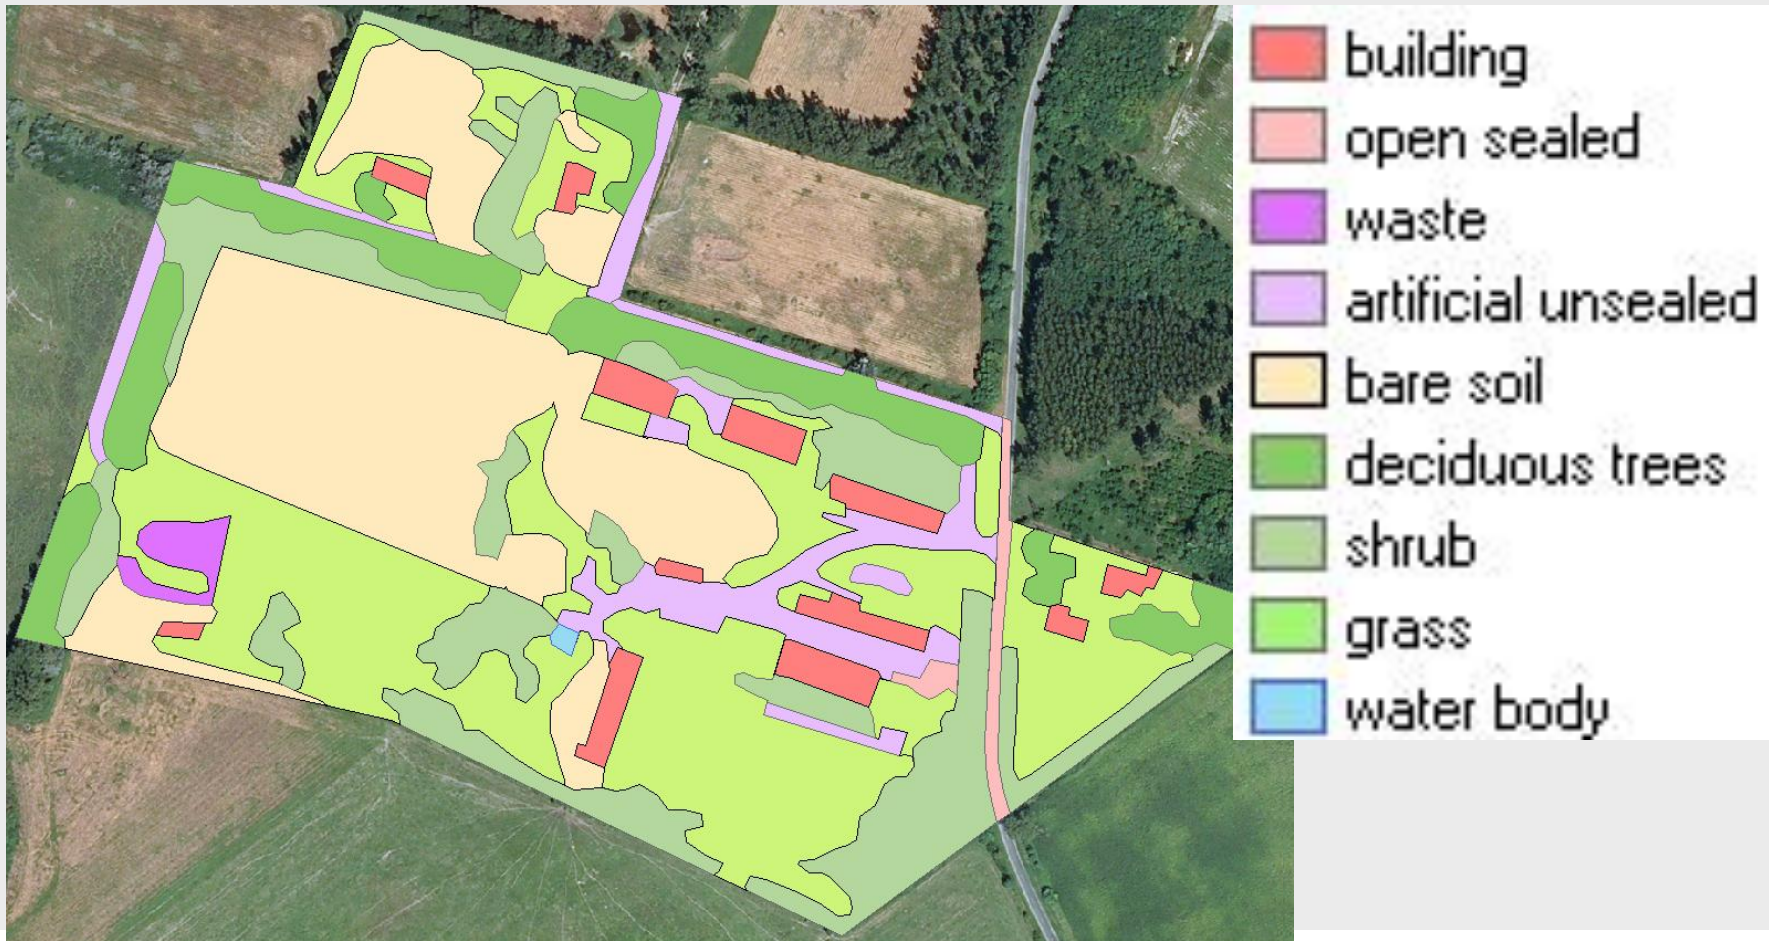 building
open sealed
waste
artificial unsealed
bare soil
deciduous trees
shrub
grass
water body